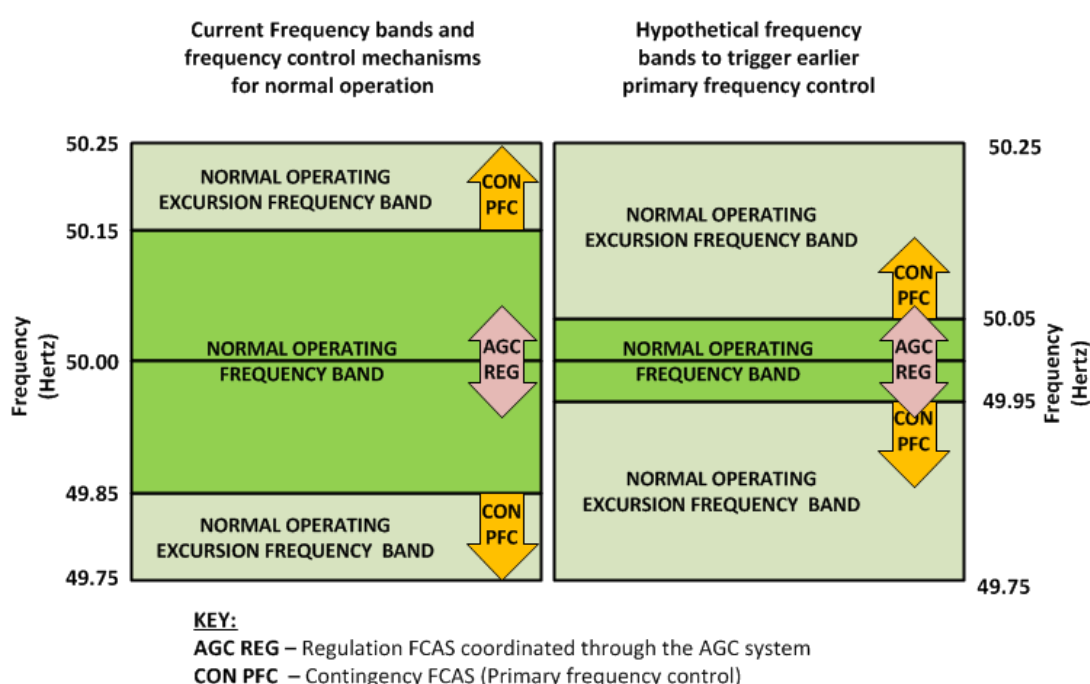 Current Frequency bands and
frequency control mechanisms
for normal operation
Hypothetical frequency
bands to trigger earlier
primary frequency control
Frequency
(Hertz)
50.25
50.15
50.00
49.85
49.75
NORMAL OPERATING
EXCURSION FREQUENCY BAND
CON
PFC
NORMAL OPERATING
FREQUENCY BAND
AGC
REG
NORMAL OPERATING
EXCURSION FREQUENCY BAND
CON
PFC
NORMAL OPERATING
EXCURSION FREQUENCY BAND
CON
PFC
NORMAL OPERATING
FREQUENCY BAND
AGC
REG
NORMAL OPERATING
EXCURSION FREQUENCY BAND
CON
PFC
50.25
50.05
49.95
49.75
Frequency
(Hertz)
KEY:
AGC REG – Regulation FCAS coordinated through the AGC system
CON PFC – Contingency FCAS (Primary frequency control)